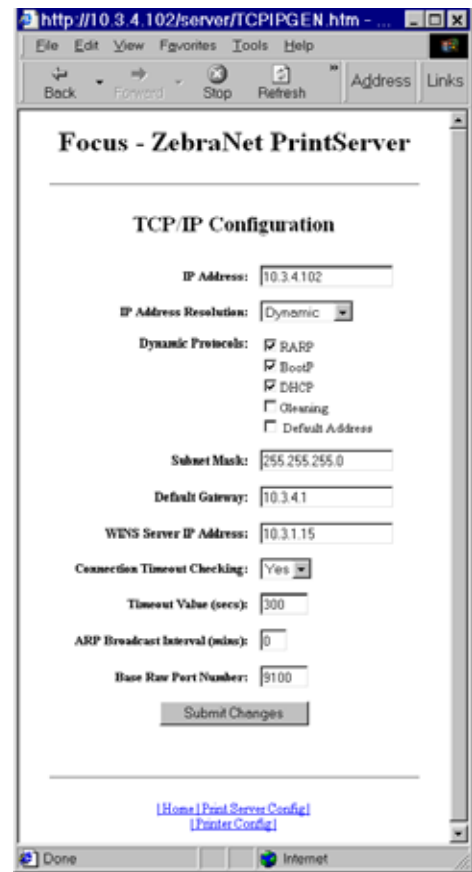 http://10.3.4.102/server/TCPIPGEN.htm - ...
File Edit View Favorites Tools Help
Back Forward Stop Refresh » Address Links
Focus - ZebraNet PrintServer
TCP/IP Configuration
IP Address: 10.3.4.102
IP Address Resolution: Dynamic
Dynamic Protocols: RARP
BootP
DHCP
Gleaning
Default Address
Subnet Mask: 255.255.255.0
Default Gateway: 10.3.4.1
WINS Server IP Address: 10.3.1.15
Connection Timeout Checking: Yes
Timeout Value (secs): 300
ARP Broadcast Interval (mins): 0
Base Raw Port Number: 9100
Submit Changes
| Home | Print Server Config |
| Printer Config |
Done Internet